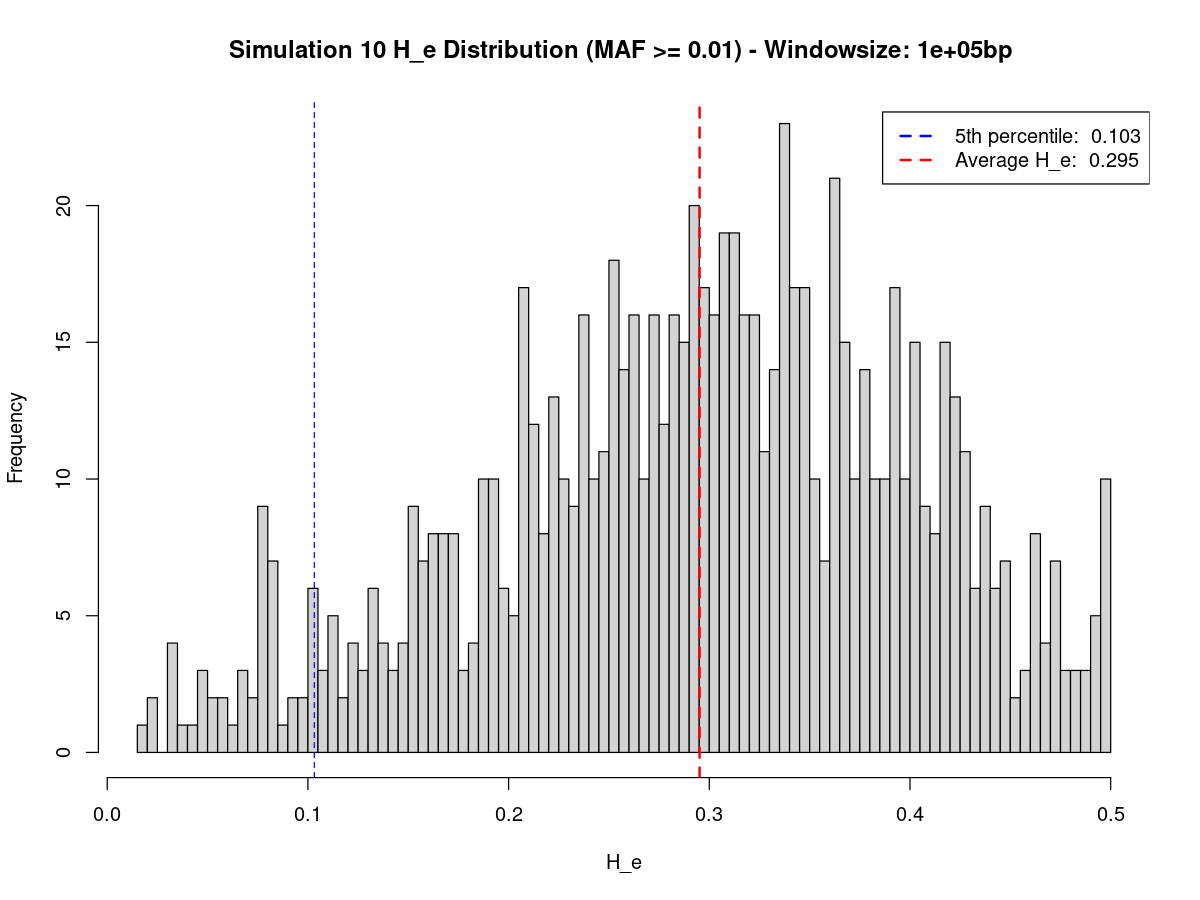 Simulation 10 H_e Distribution (MAF >= 0.01) - Windowsize: 1e+05bp
5th percentile: 0.103
Average H_e: 0.295
Frequency
20
15
10
5
0
0.0 0.1 0.2 0.3 0.4 0.5
H_e